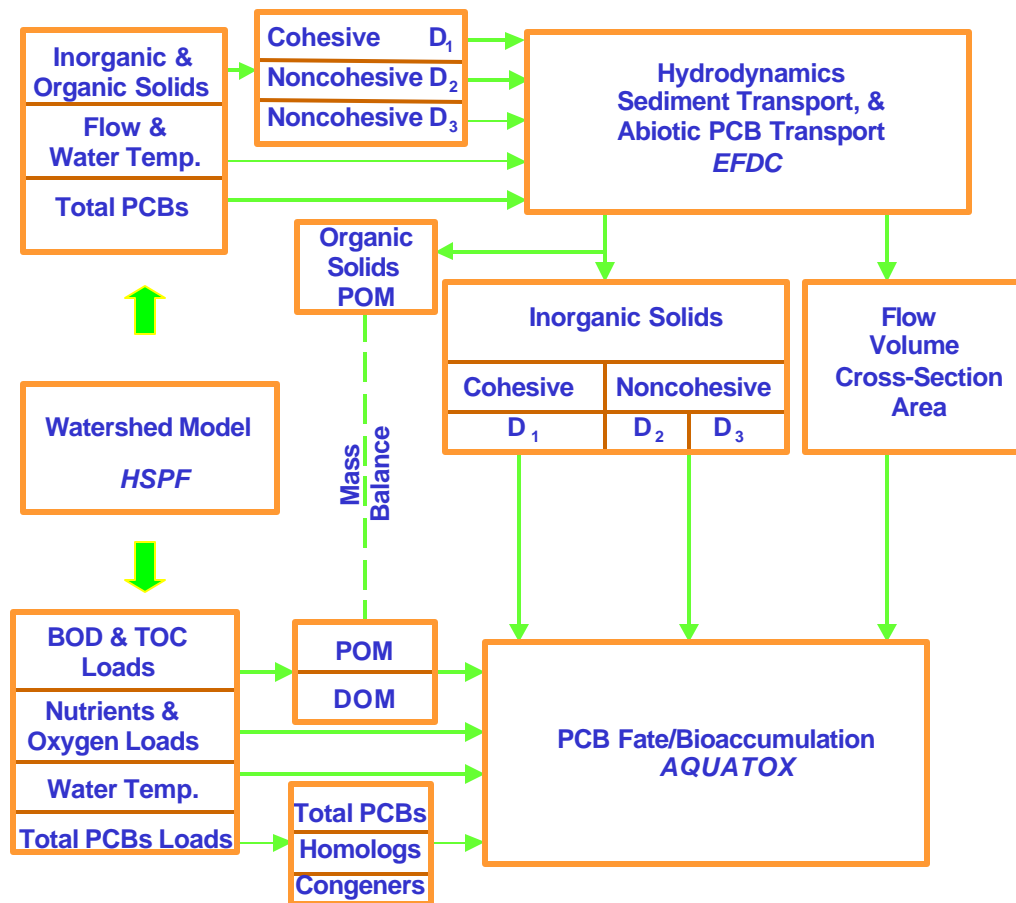 Inorganic &
Organic Solids
Flow &
Water Temp.
Total PCBs
Cohesive D1
Noncohesive D2
Noncohesive D3
Hydrodynamics
Sediment Transport, &
Abiotic PCB Transport
EFDC
Organic
Solids
POM
Inorganic Solids
Cohesive
Noncohesive
D1
D2
D3
Flow
Volume
Cross-Section
Area
Watershed Model
HSPF
Mass
Balance
BOD & TOC
Loads
Nutrients &
Oxygen Loads
Water Temp.
Total PCBs Loads
POM
DOM
Total PCBs
Homologs
Congeners
PCB Fate/Bioaccumulation
AQUATOX